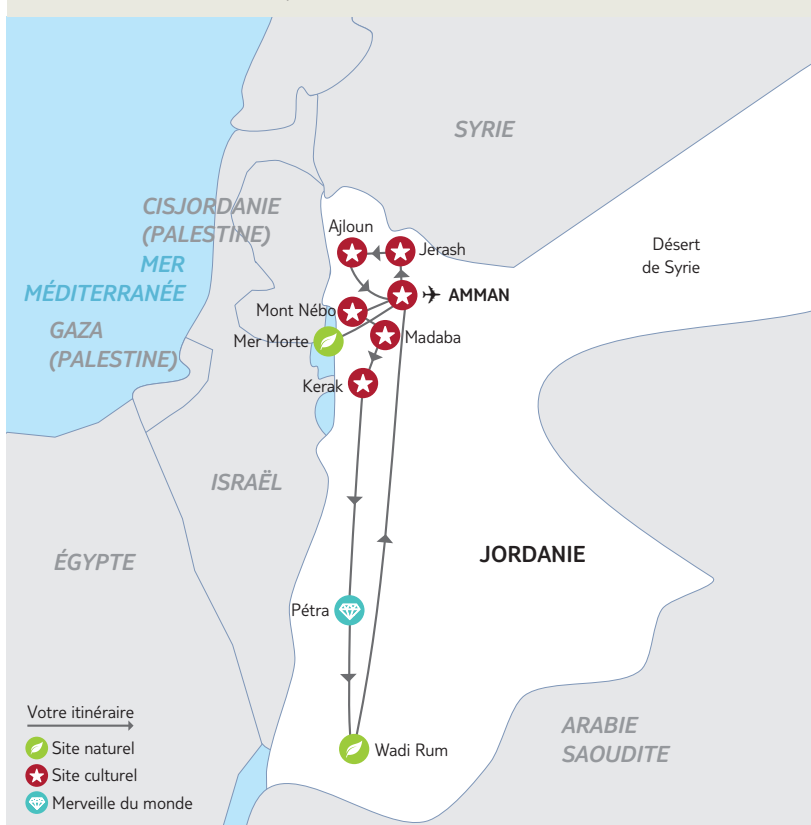 SYRIE
CISJORDANIE
(PALESTINE)
Ajloun
Jerash
Désert
de Syrie
MER
MÉDITERRANÉE
AMMAN
Mont Nébo
GAZA
(PALESTINE)
Mer Morte
Madaba
Kerak
ISRAËL
ÉGYPTE
JORDANIE
Pétra
Votre itinéraire
Site naturel
Site culturel
Merveille du monde
Wadi Rum
ARABIE
SAOUDITE